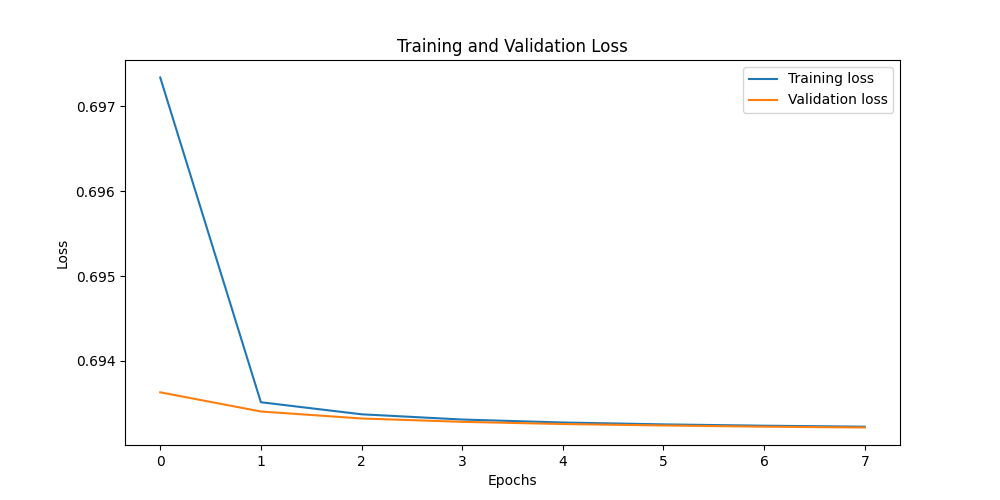 Training and Validation Loss
Training loss
Validation loss
0.697
0.696
0.695
0.694
Loss
0 1 2 3 4 5 6 7
Epochs